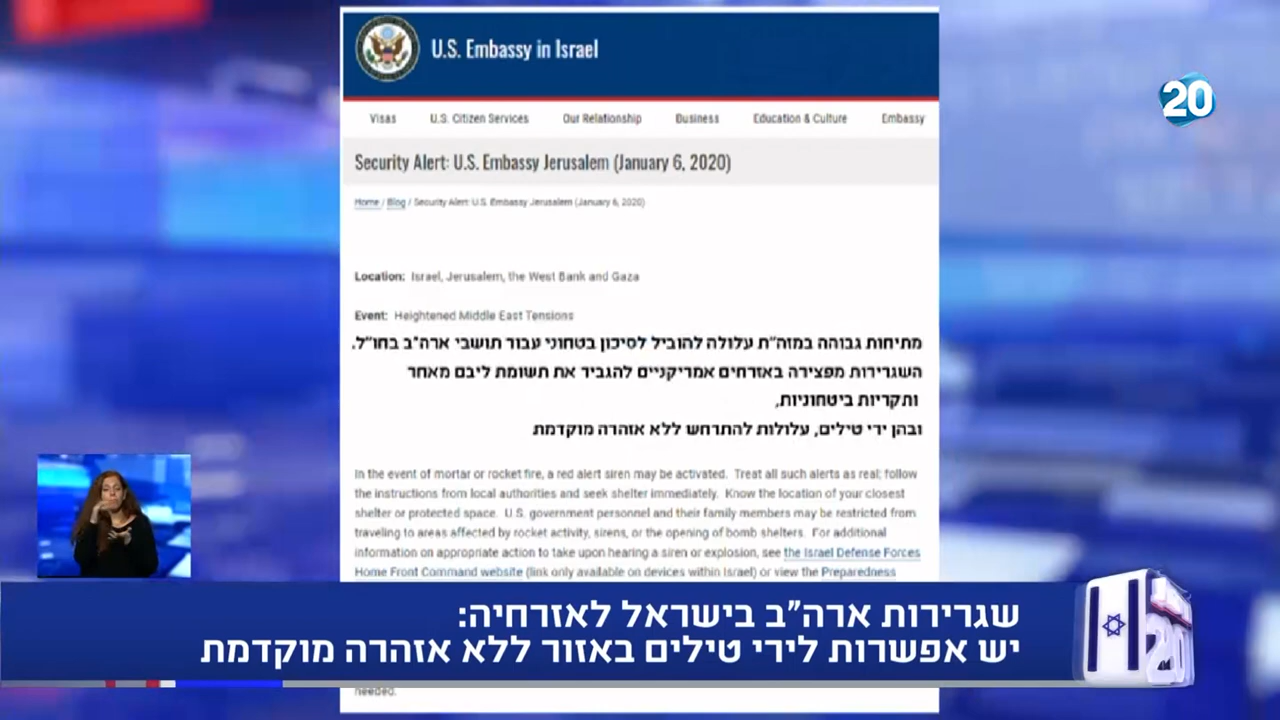 U.S. Embassy in Israel
20
Visas U.S. Citizen Services Our Relationship Business Education & Culture Embassy
Security Alert: U.S. Embassy Jerusalem (January 6, 2020)
Home / Blog / Security Alert: U.S. Embassy Jerusalem (January 6, 2020)
Location: Israel, Jerusalem, the West Bank and Gaza
Event: Heightened Middle East Tensions
מתיחות גבוהה במזה"ת עלולה להוביל לסיכון בטחוני עבור תושבי ארה"ב בחו"ל.
השגרירות מפצירה באזרחים אמריקניים להגביר את תשומת ליבם מאחר
ותקריות ביטחוניות,
ובהן ירי טילים, עלולות להתרחש ללא אזהרה מוקדמת
In the event of mortar or rocket fire, a red alert siren may be activated. Treat all such alerts as real; follow
the instructions from local authorities and seek shelter immediately. Know the location of your closest
shelter or protected space. U.S. government personnel and their family members may be restricted from
traveling to areas affected by rocket activity, sirens, or the opening of bomb shelters. For additional
information on appropriate action to take upon hearing a siren or explosion, see the Israel Defense Forces
Home Front Command website (link only available on devices within Israel) or view the Preparedness
שגרירות ארה"ב בישראל לאזרחיה:
יש אפשרות לירי טילים באזור ללא אזהרה מוקדמת
20
needed.